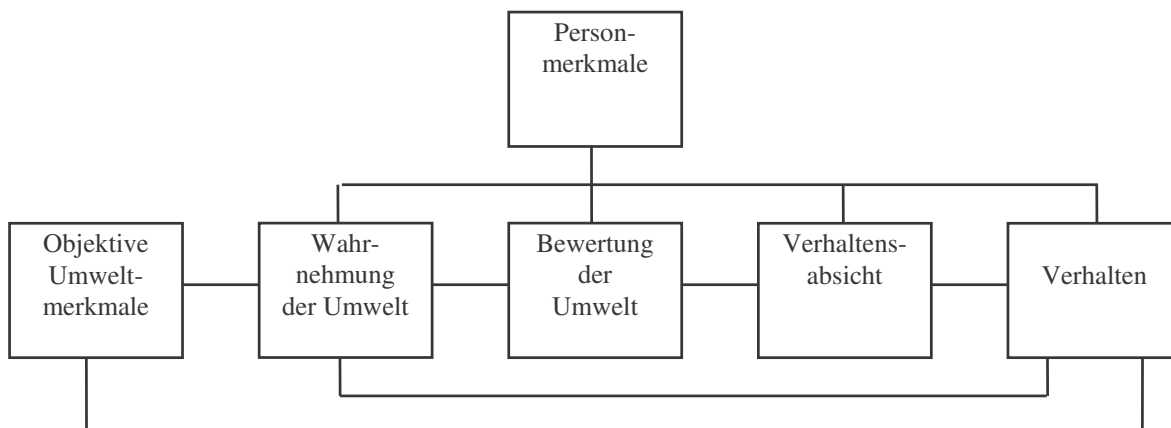 Person-
merkmale
Objektive
Umwelt-
merkmale
Wahr-
nehmung
der Umwelt
Bewertung
der
Umwelt
Verhaltens-
absicht
Verhalten